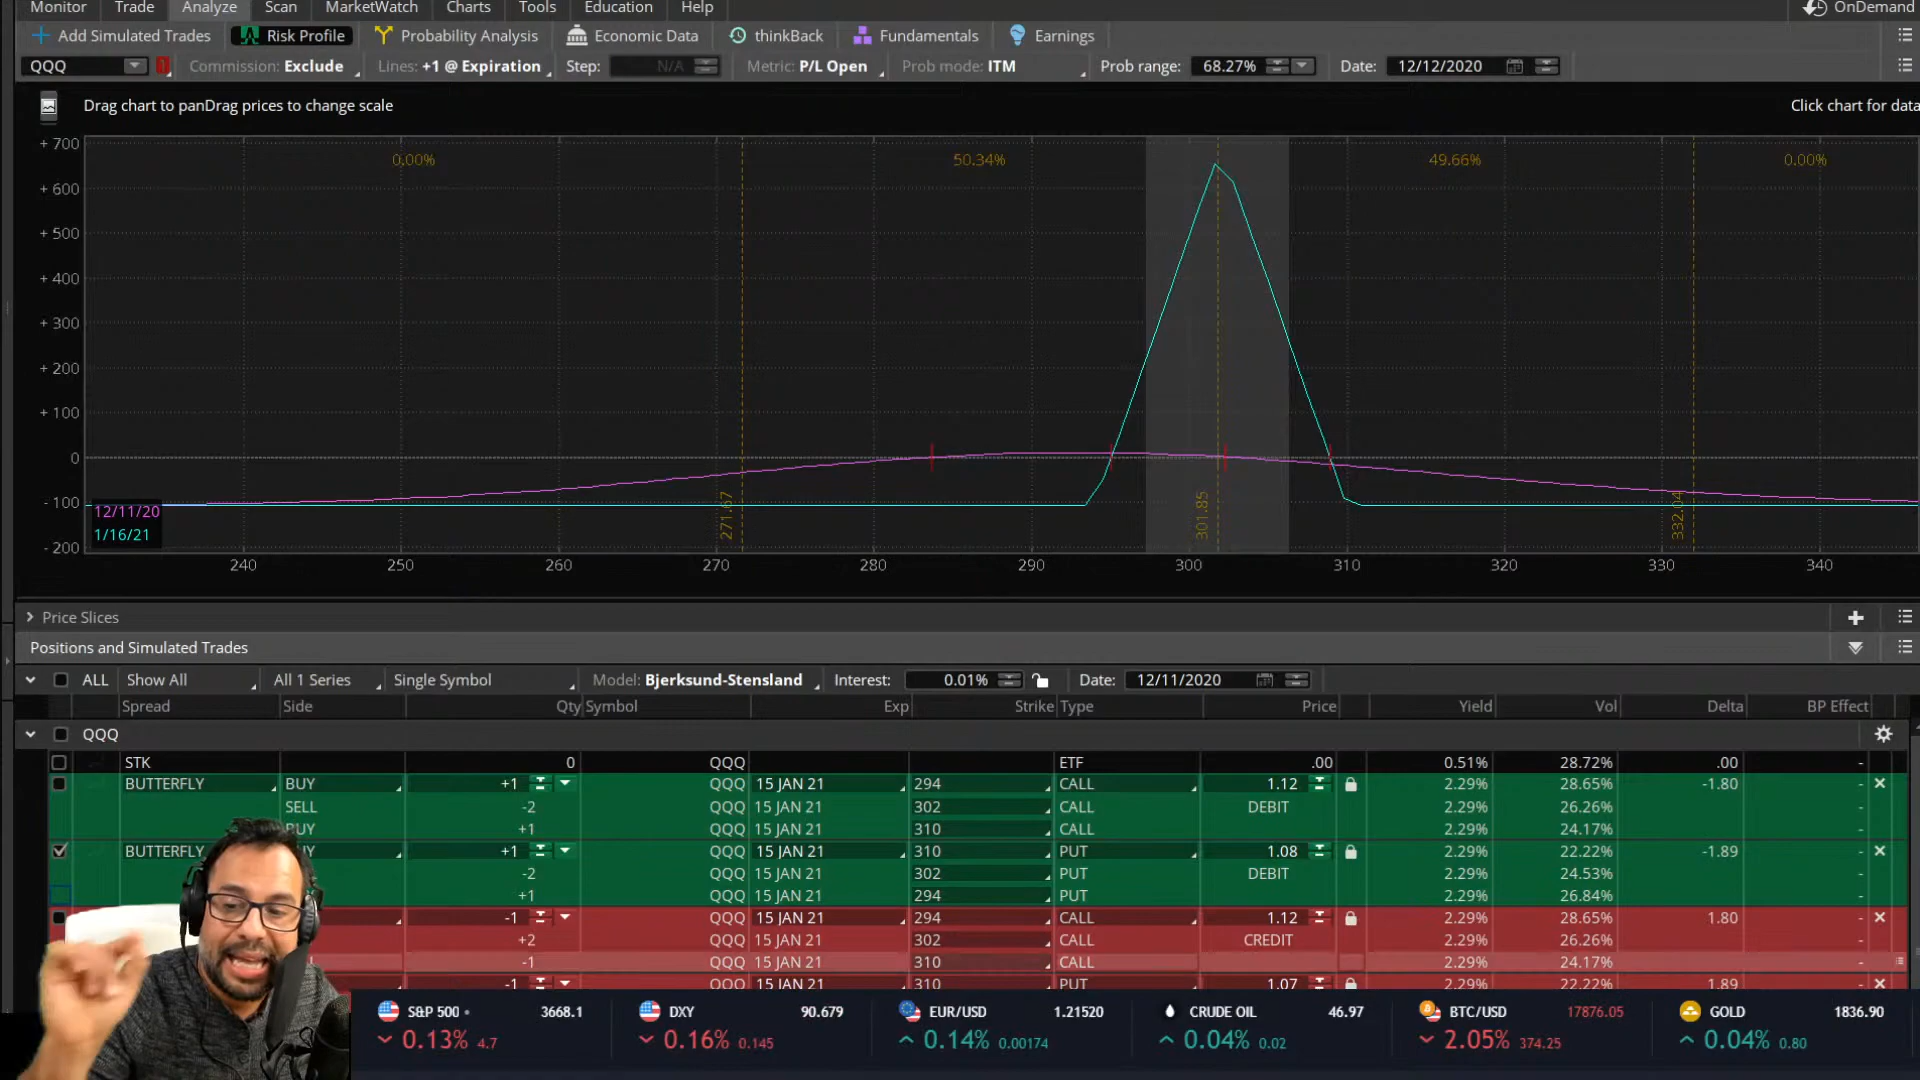 Monitor Trade Analyze Scan MarketWatch Charts Tools Education Help OnDemand
Add Simulated Trades Risk Profile Probability Analysis Economic Data thinkBack Fundamentals Earnings
QQQ Commission: Exclude Lines: +1 @ Expiration Step: N/A Metric: P/L Open Prob mode: ITM Prob range: 68.27% Date: 12/12/2020
Drag chart to panDrag prices to change scale Click chart for data
+ 700
0.00% 50.34% 49.66% 0.00%
+ 600
+ 500
+ 400
+ 300
+ 200
+ 100
0
- 100
271.67 301.85 332.04
12/11/20
1/16/21
- 200
240 250 260 270 280 290 300 310 320 330 340
Price Slices
Positions and Simulated Trades
ALL Show All All 1 Series Single Symbol Model: Bjerksund-Stensland Interest: 0.01% Date: 12/11/2020
Spread Side Qty Symbol Exp Strike Type Price Yield Vol Delta BP Effect
QQQ
STK 0 QQQ ETF .00 0.51% 28.72% .00 -
BUTTERFLY BUY +1 QQQ 15 JAN 21 294 CALL 1.12 2.29% 28.65% -1.80 -
SELL -2 QQQ 15 JAN 21 302 CALL DEBIT 2.29% 26.26%
BUY +1 QQQ 15 JAN 21 310 CALL 2.29% 24.17%
BUTTERFLY +1 QQQ 15 JAN 21 310 PUT 1.08 2.29% 22.22% -1.89 -
-2 QQQ 15 JAN 21 302 PUT DEBIT 2.29% 24.53%
+1 QQQ 15 JAN 21 294 PUT 2.29% 26.84%
-1 QQQ 15 JAN 21 294 CALL 1.12 2.29% 28.65% 1.80 -
+2 QQQ 15 JAN 21 302 CALL CREDIT 2.29% 26.26%
-1 QQQ 15 JAN 21 310 CALL 2.29% 24.17% -
-1 QQQ 15 JAN 21 310 PUT 1.07 2.29% 22.22% 1.89 -
S&P 500 3668.1 DXY 90.679 EUR/USD 1.21520 CRUDE OIL 46.97 BTC/USD 17876.05 GOLD 1836.90
0.13% 4.7 0.16% 0.145 0.14% 0.00174 0.04% 0.02 2.05% 374.25 0.04% 0.80